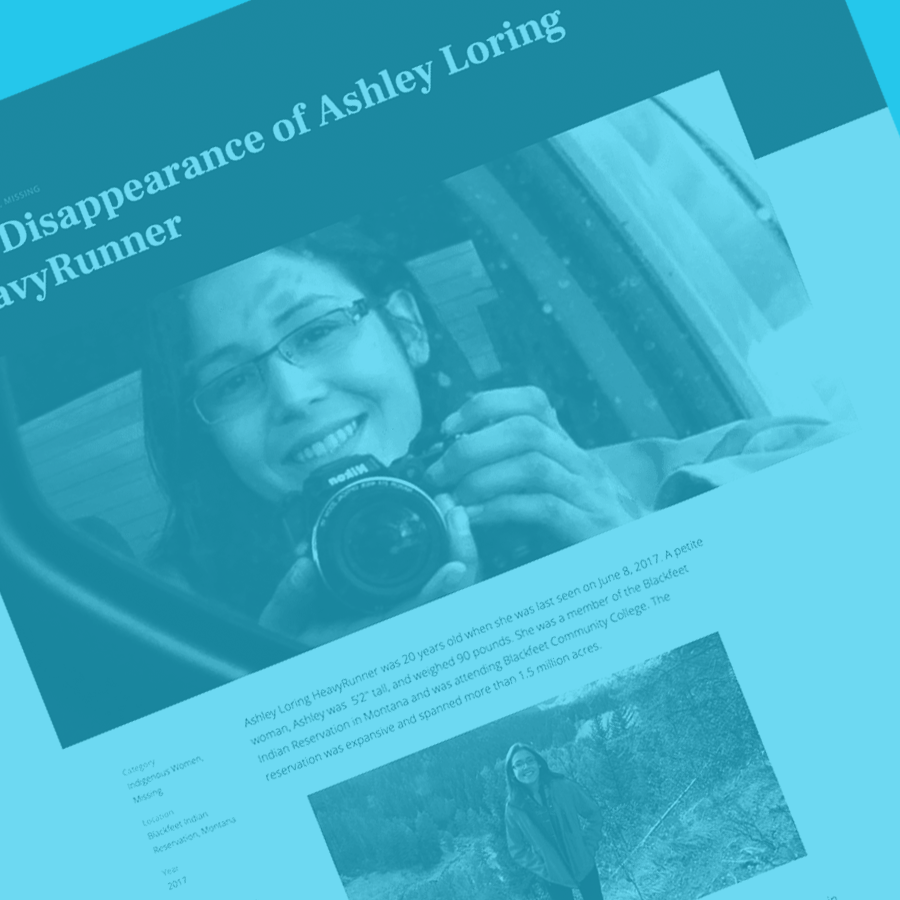 MISSING
Disappearance of Ashley Loring
avyRunner
Nikon
Ashley Loring HeavyRunner was 20 years old when she was last seen on June 8, 2017. A petite
woman, Ashley was 5'2" tall, and weighed 90 pounds. She was a member of the Blackfeet
Indian Reservation in Montana and was attending Blackfeet Community College. The
reservation was expansive and spanned more than 1.5 million acres.
Category
Indigenous Women,
Missing
Location
Blackfeet Indian
Reservation, Montana
Year
2017
in